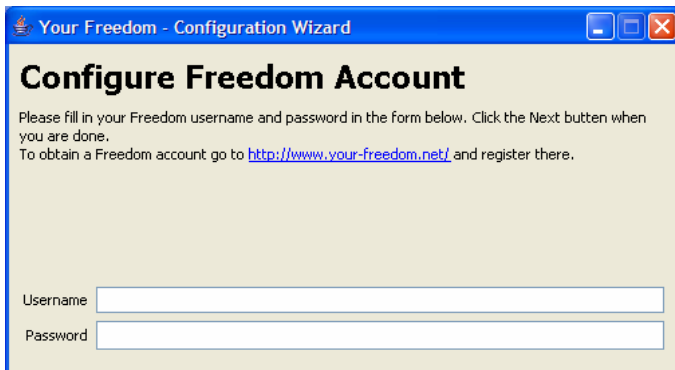 Your Freedom - Configuration Wizard
Configure Freedom Account
Please fill in your Freedom username and password in the form below. Click the Next butten when
you are done.
To obtain a Freedom account go to http://www.your-freedom.net/ and register there.
Username
Password